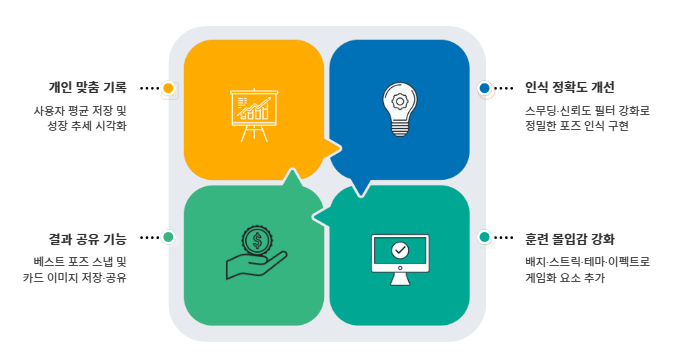 개인 맞춤 기록
사용자 평균 저장 및
성장 추세 시각화
인식 정확도 개선
스무딩·신뢰도 필터 강화로
정밀한 포즈 인식 구현
결과 공유 기능
베스트 포즈 스냅 및
카드 이미지 저장·공유
훈련 몰입감 강화
배지·스트릭·테마·이펙트로
게임화 요소 추가